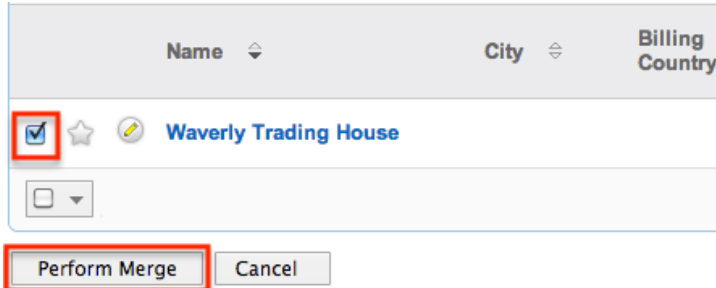 Name City Billing Country
Waverly Trading House
Perform Merge Cancel